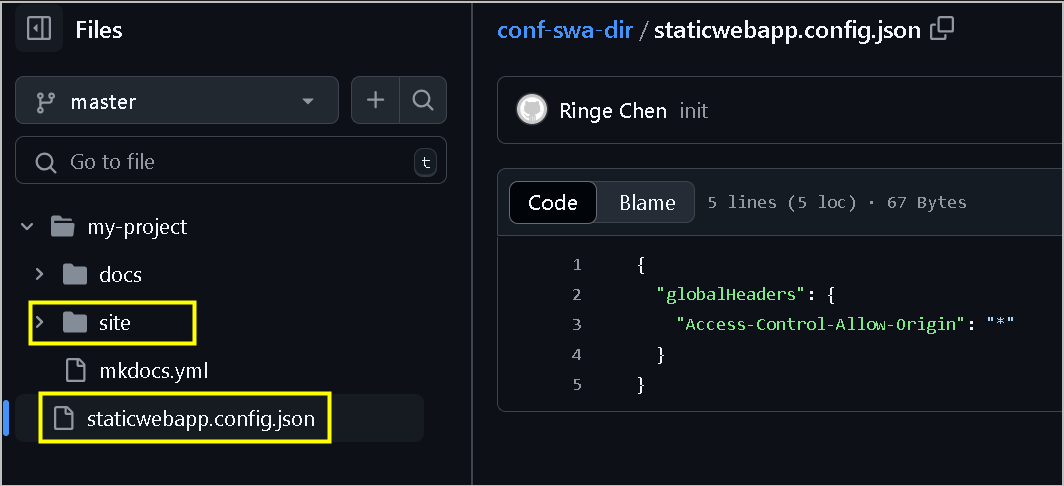 Files
master
Go to file
t
my-project
docs
site
mkdocs.yml
staticwebapp.config.json
conf-swa-dir / staticwebapp.config.json
Ringe Chen init
Code Blame 5 lines (5 loc) · 67 Bytes
1 {
2 "globalHeaders": {
3 "Access-Control-Allow-Origin": "*"
4 }
5 }